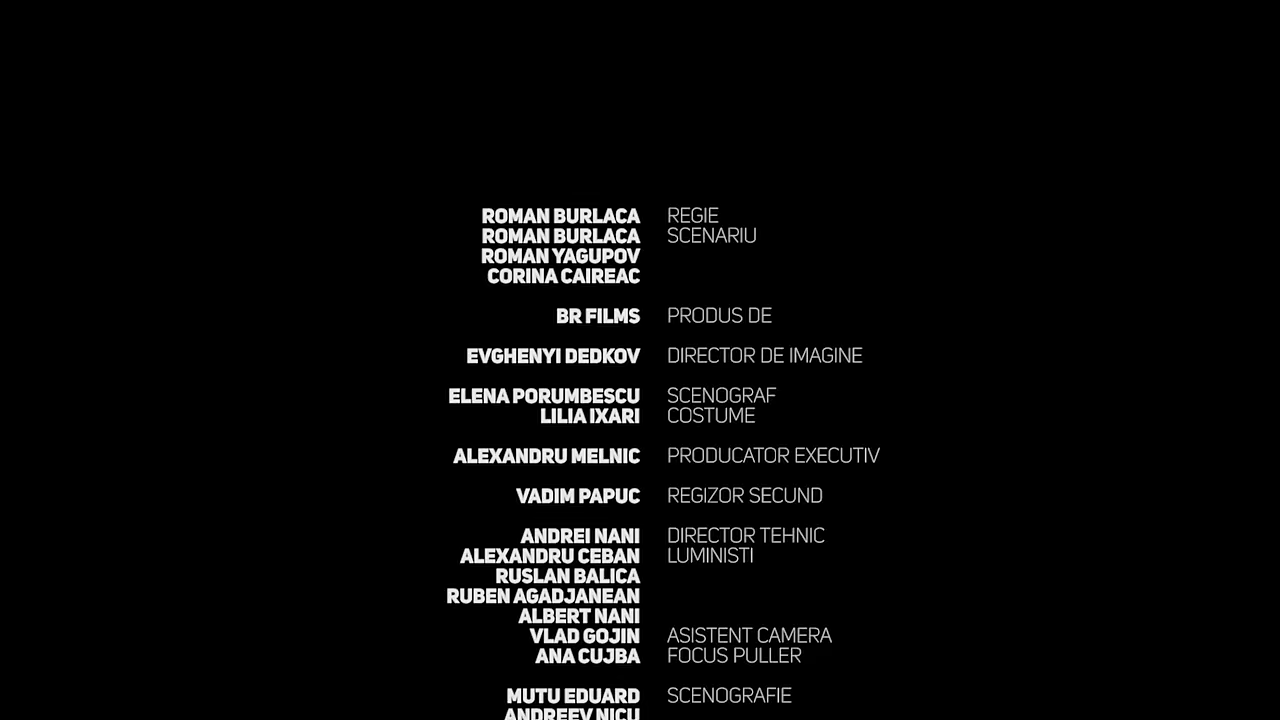 ROMAN BURLACA REGIE
ROMAN BURLACA SCENARIU
ROMAN YAGUPOV
CORINA CAIREAC
BR FILMS PRODUS DE
EVGHENYI DEDKOV DIRECTOR DE IMAGINE
ELENA PORUMBESCU SCENOGRAF
LILIA IXARI COSTUME
ALEXANDRU MELNIC PRODUCATOR EXECUTIV
VADIM PAPUC REGIZOR SECUND
ANDREI NANI DIRECTOR TEHNIC
ALEXANDRU CEBAN LUMINISTI
RUSLAN BALICA
RUBEN AGADJANEAN
ALBERT NANI
VLAD GOJIN ASISTENT CAMERA
ANA CUJBA FOCUS PULLER
MUTU EDUARD SCENOGRAFIE
ANDREEV NICU